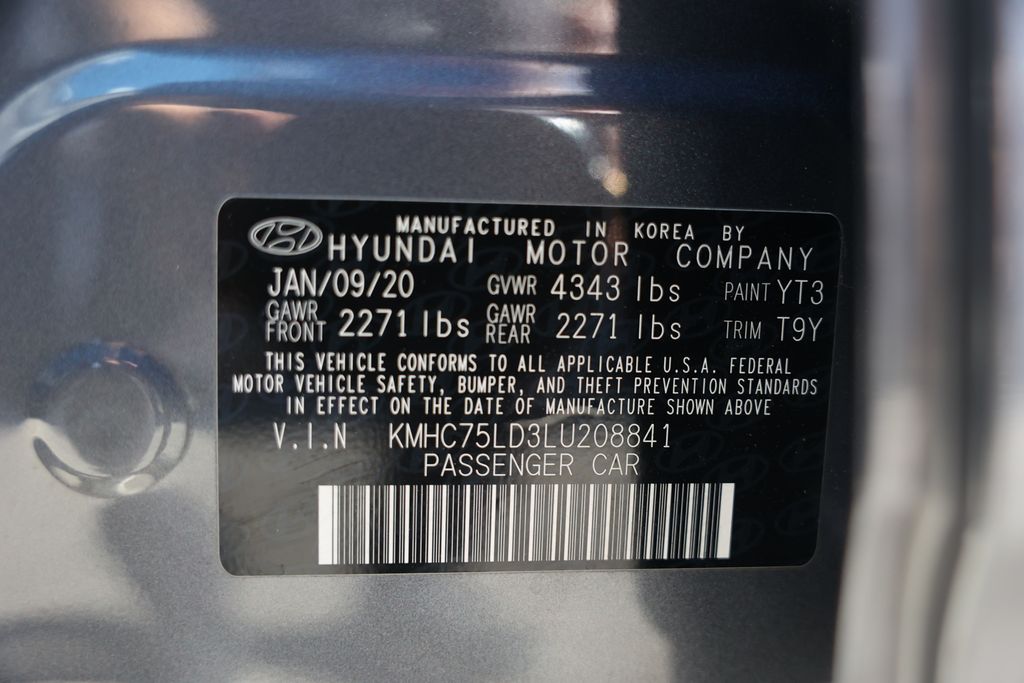 MANUFACTURED IN KOREA BY
HYUNDAI MOTOR COMPANY
JAN/09/20 GVWR 4343 lbs PAINT YT3
GAWR FRONT 2271 lbs GAWR REAR 2271 lbs TRIM T9Y
THIS VEHICLE CONFORMS TO ALL APPLICABLE U.S.A. FEDERAL
MOTOR VEHICLE SAFETY, BUMPER, AND THEFT PREVENTION STANDARDS
IN EFFECT ON THE DATE OF MANUFACTURE SHOWN ABOVE
V.I.N KMHC75LD3LU208841
PASSENGER CAR